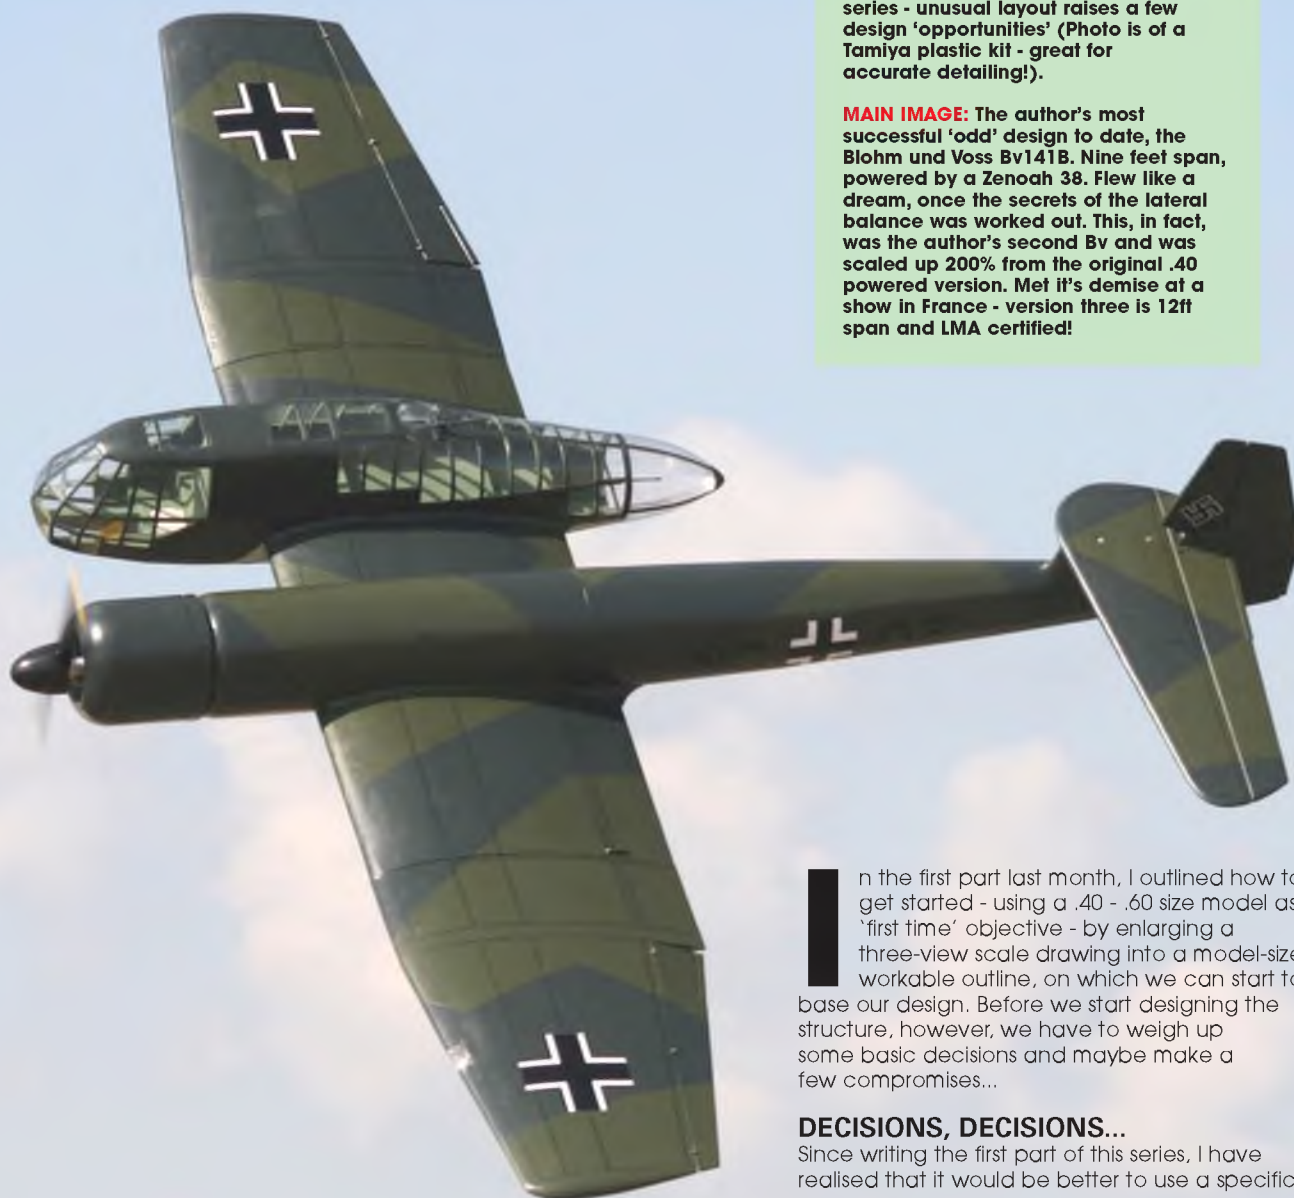 series - unusual layout raises a few
design ‘opportunities’ (Photo is of a
Tamiya plastic kit - great for
accurate detailing!).
MAIN IMAGE: The author’s most
successful ‘odd’ design to date, the
Blohm und Voss Bv141B. Nine feet span,
powered by a Zenoah 38. Flew like a
dream, once the secrets of the lateral
balance was worked out. This, in fact,
was the author’s second Bv and was
scaled up 200% from the original .40
powered version. Met it’s demise at a
show in France - version three is 12ft
span and LMA certified!
In the first part last month, I outlined how to
get started - using a .40 - .60 size model as
‘first time’ objective - by enlarging a
three-view scale drawing into a model-size
workable outline, on which we can start to
base our design. Before we start designing the
structure, however, we have to weigh up
some basic decisions and maybe make a
few compromises...
DECISIONS, DECISIONS...
Since writing the first part of this series, I have
realised that it would be better to use a specific